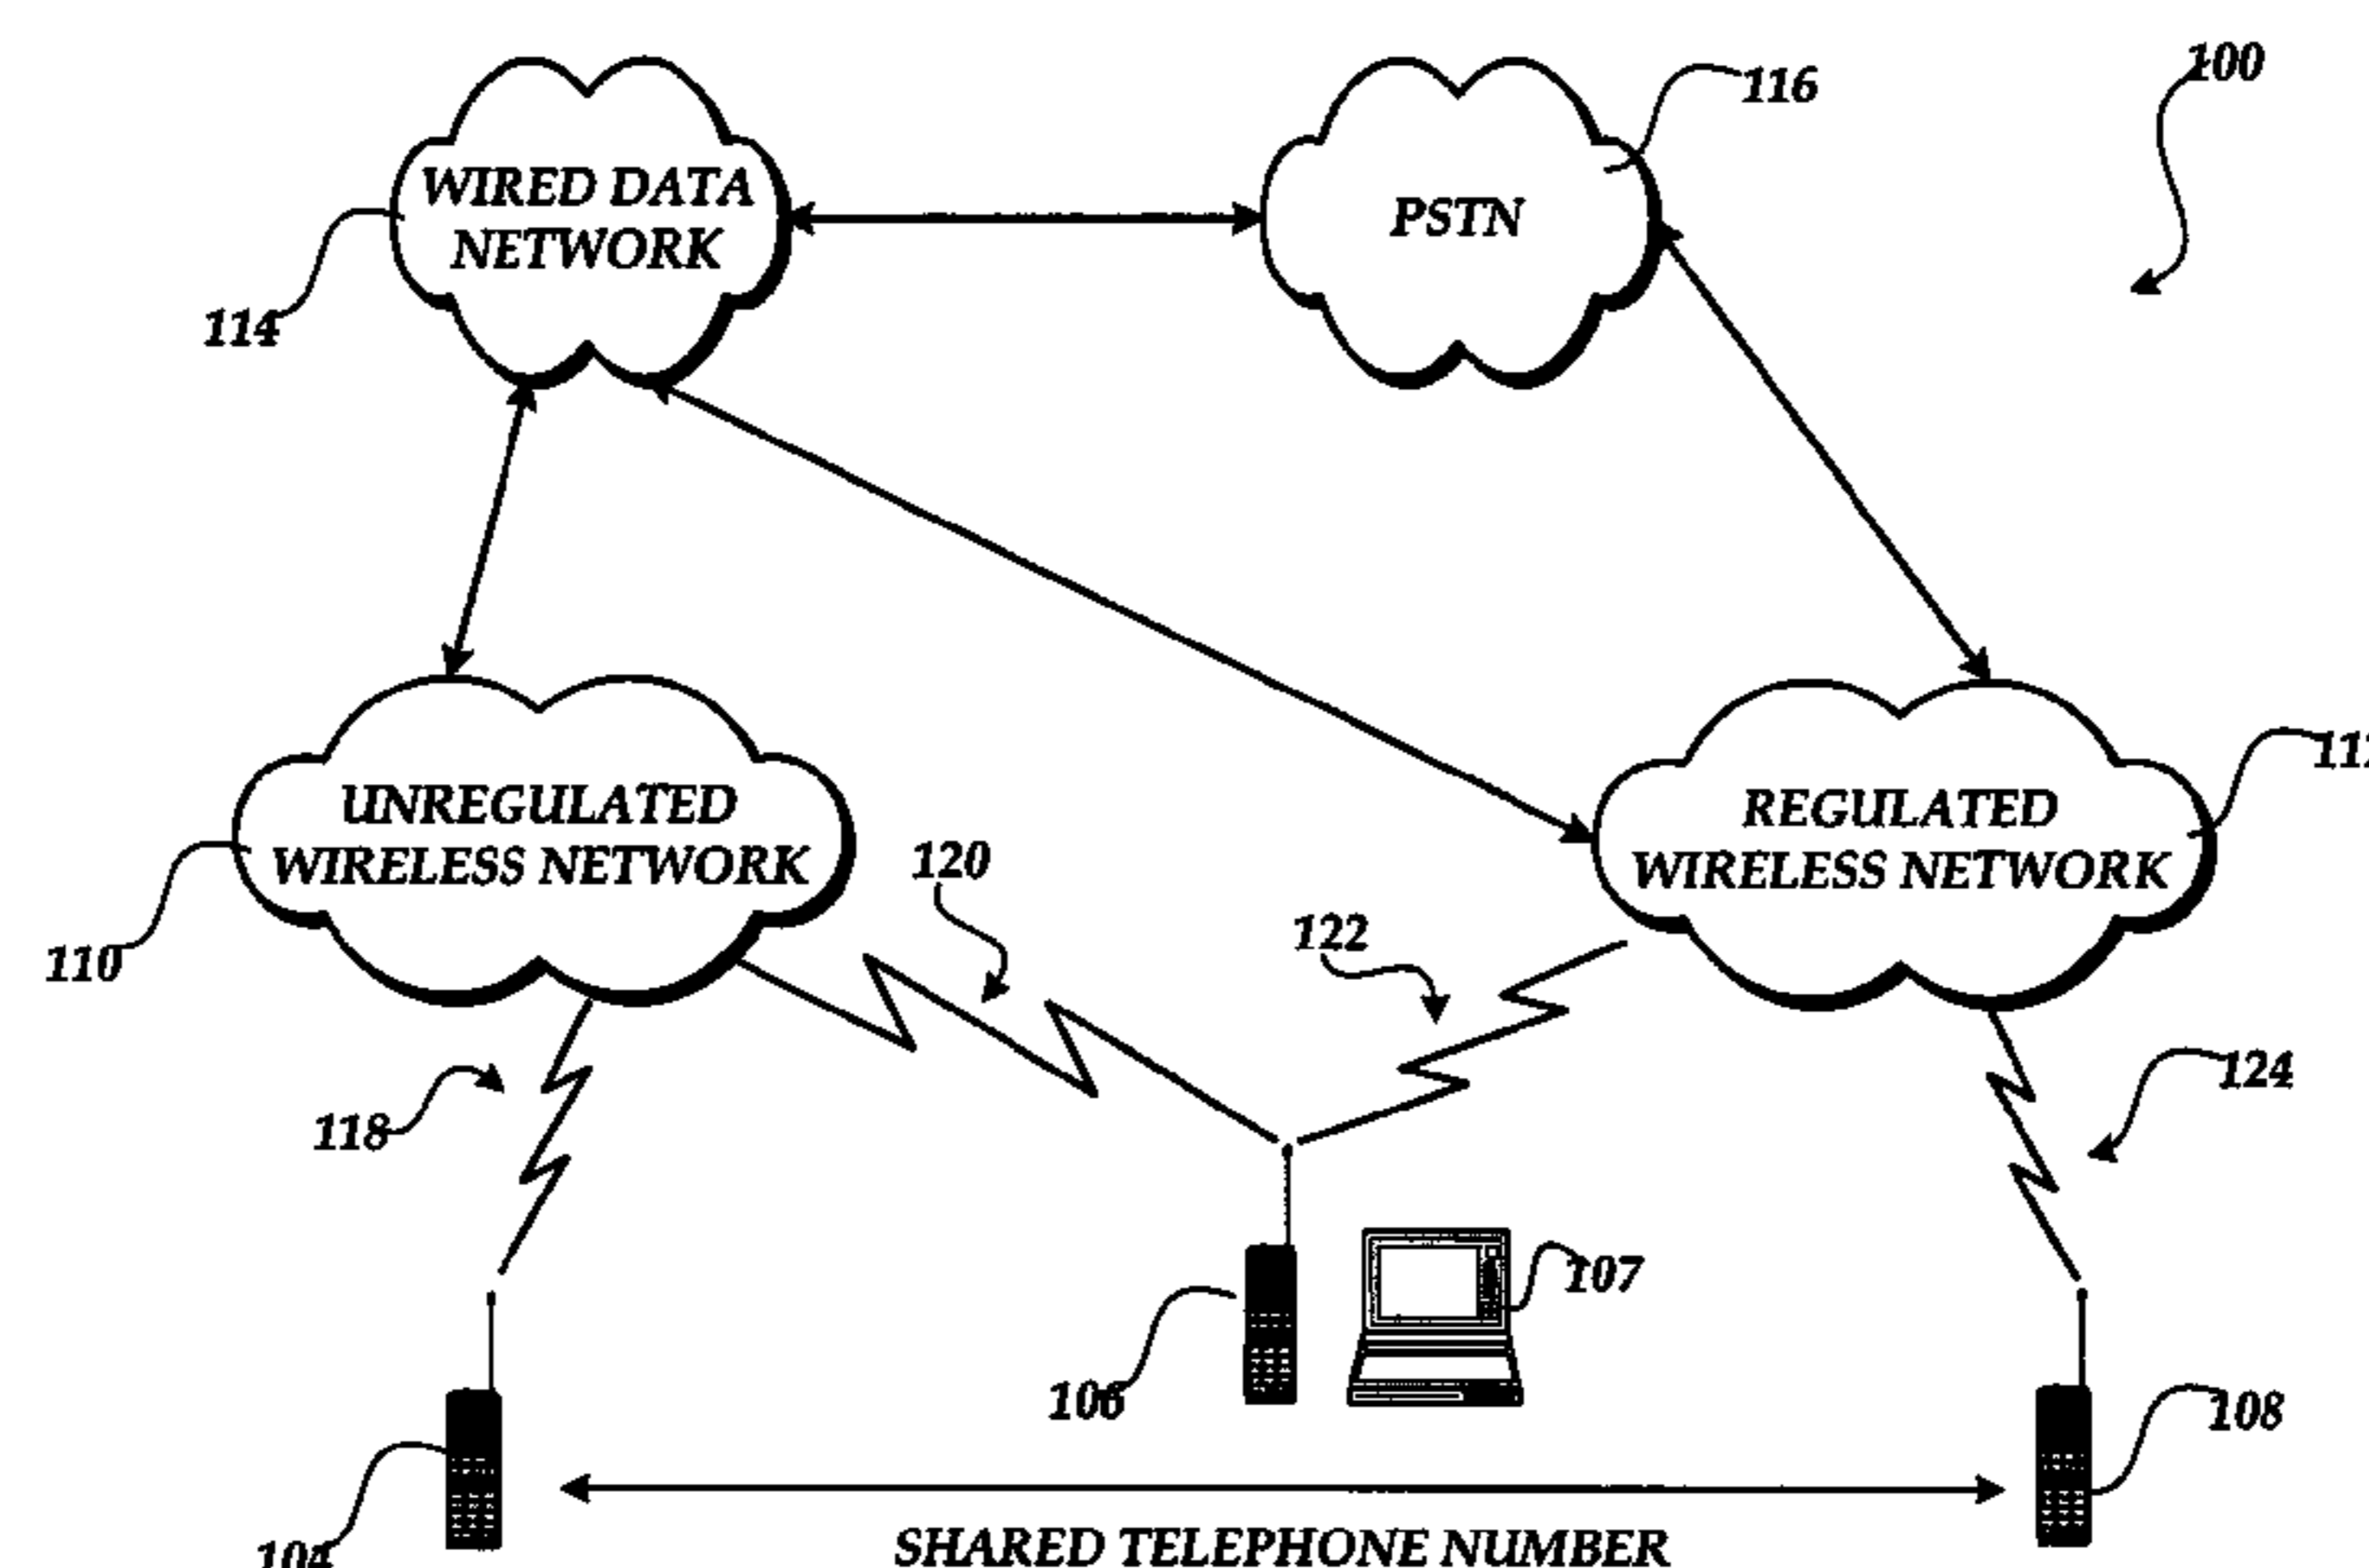 100
116
WIRED DATA
NETWORK
PSTN
114
UNREGULATED
WIRELESS NETWORK
REGULATED
WIRELESS NETWORK
120
122
110
118
124
107
106
108
104
SHARED TELEPHONE NUMBER